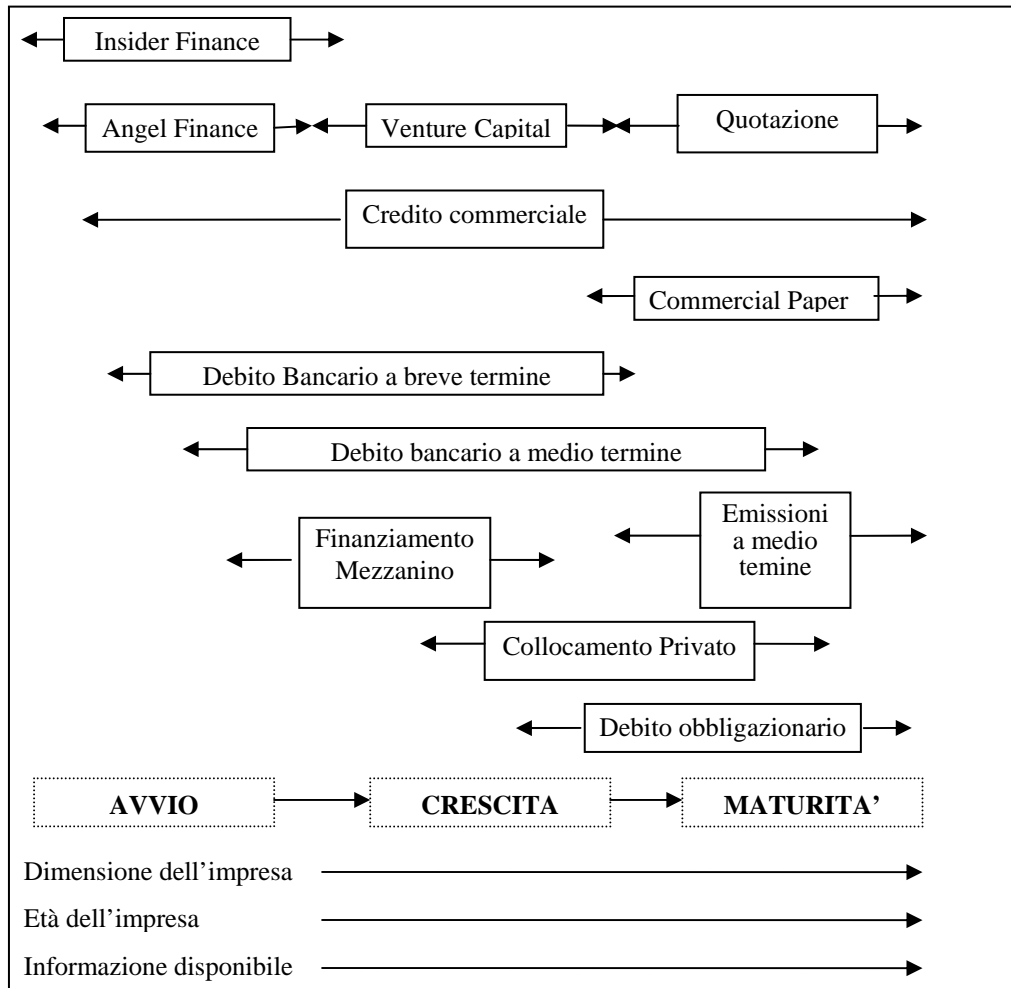 Insider Finance
Angel Finance
Venture Capital
Quotazione
Credito commerciale
Commercial Paper
Debito Bancario a breve termine
Debito bancario a medio termine
Finanziamento
Mezzanino
Emissioni
a medio
temine
Collocamento Privato
Debito obbligazionario
AVVIO
CRESCITA
MATURITA’
Dimensione dell’impresa
Età dell’impresa
Informazione disponibile